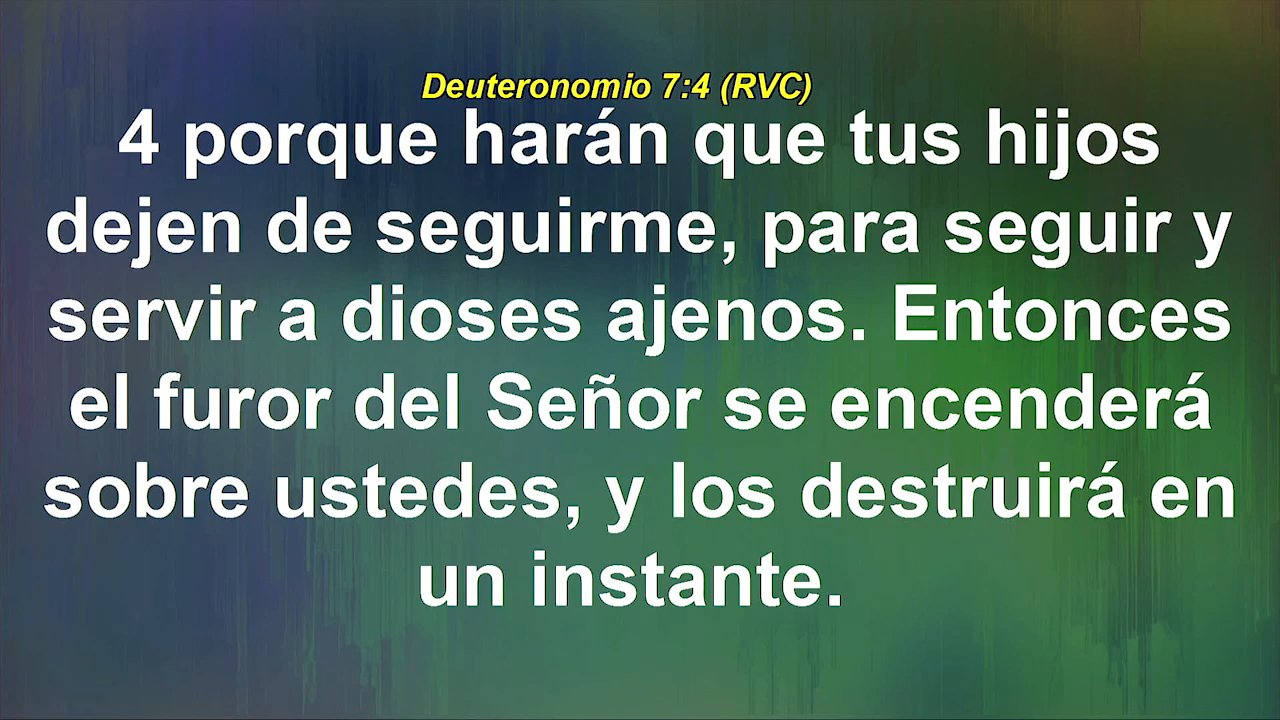 Deuteronomio 7:4 (RVC)
4 porque harán que tus hijos
dejen de seguirme, para seguir y
servir a dioses ajenos. Entonces
el furor del Señor se encenderá
sobre ustedes, y los destruirá en
un instante.